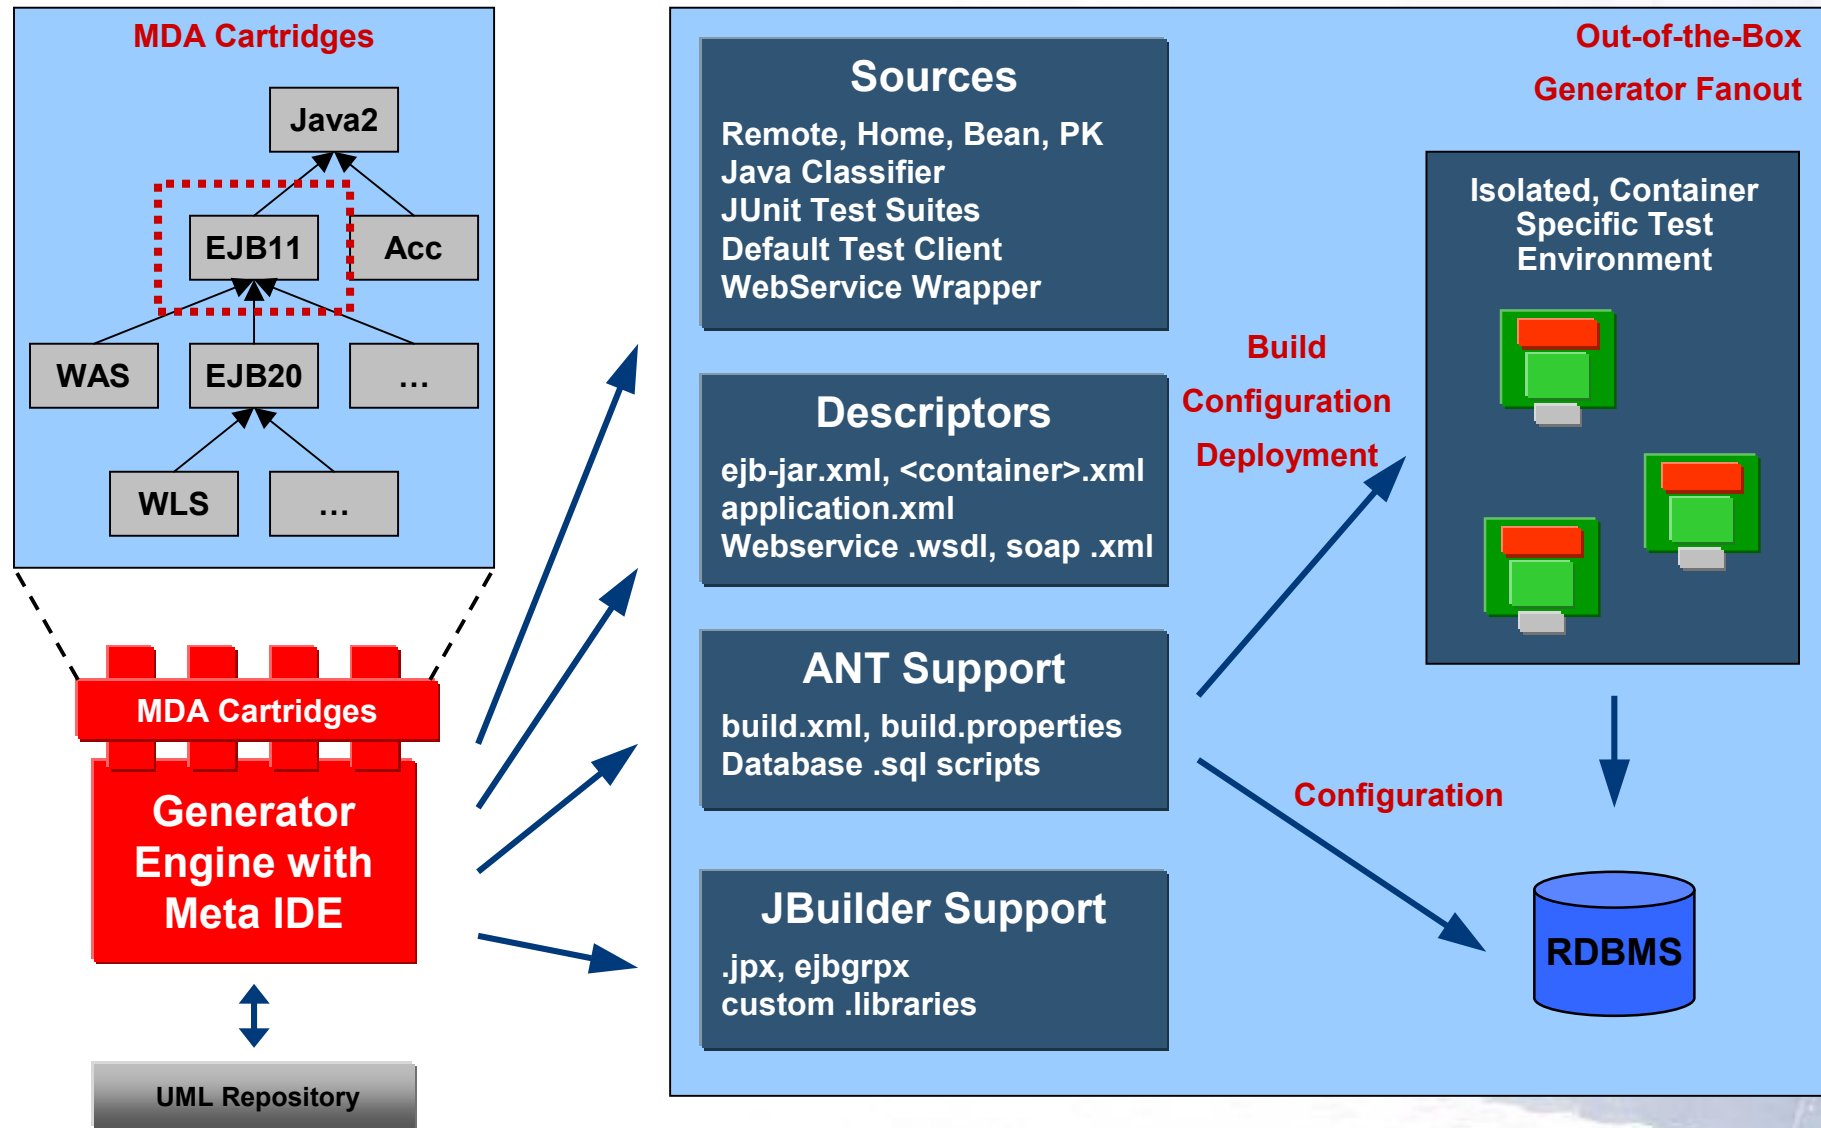 MDA Cartridges
Java2
EJB11
Acc
WAS
EJB20
…
WLS
…
MDA Cartridges
Generator
Engine with
Meta IDE
UML Repository
Out-of-the-Box
Generator Fanout
Sources
Remote, Home, Bean, PK
Java Classifier
JUnit Test Suites
Default Test Client
WebService Wrapper
Descriptors
ejb-jar.xml, <container>.xml
application.xml
Webservice .wsdl, soap .xml
ANT Support
build.xml, build.properties
Database .sql scripts
JBuilder Support
.jpx, ejbgrpx
custom .libraries
Build
Configuration
Deployment
Configuration
Isolated, Container
Specific Test
Environment
RDBMS